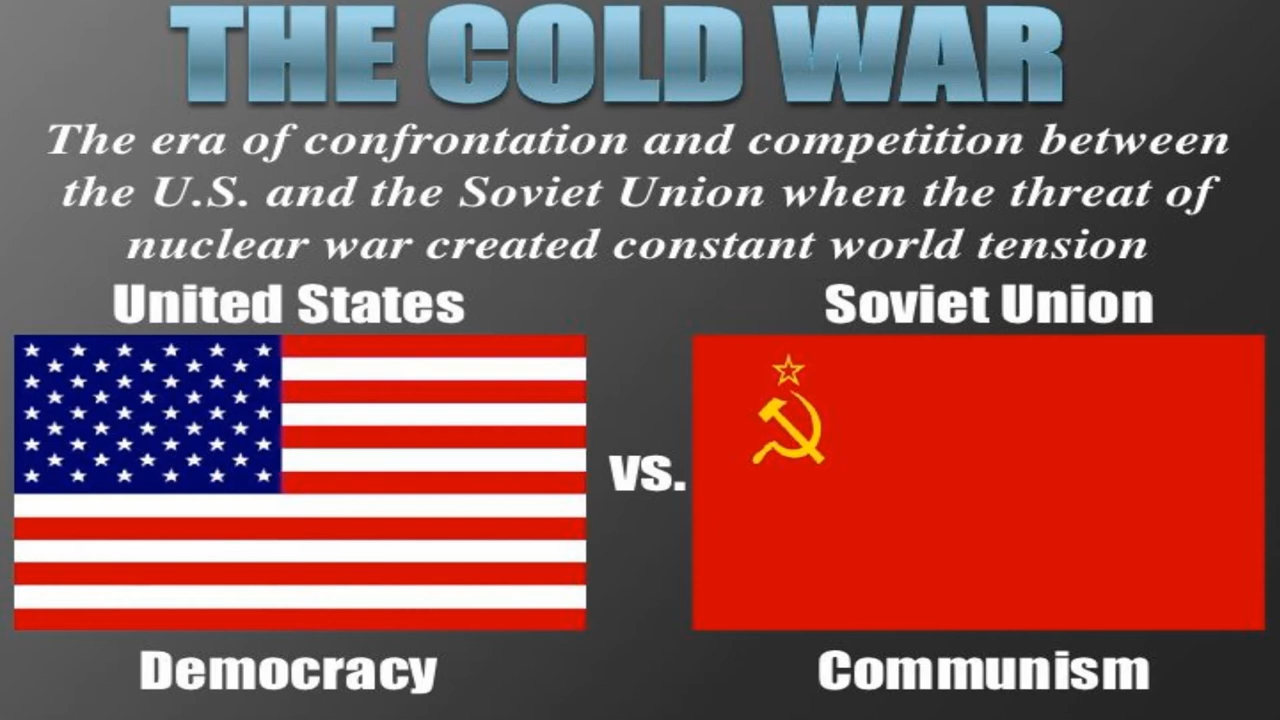 THE COLD WAR
The era of confrontation and competition between
the U.S. and the Soviet Union when the threat of
nuclear war created constant world tension
United States
Soviet Union
vs.
Democracy
Communism